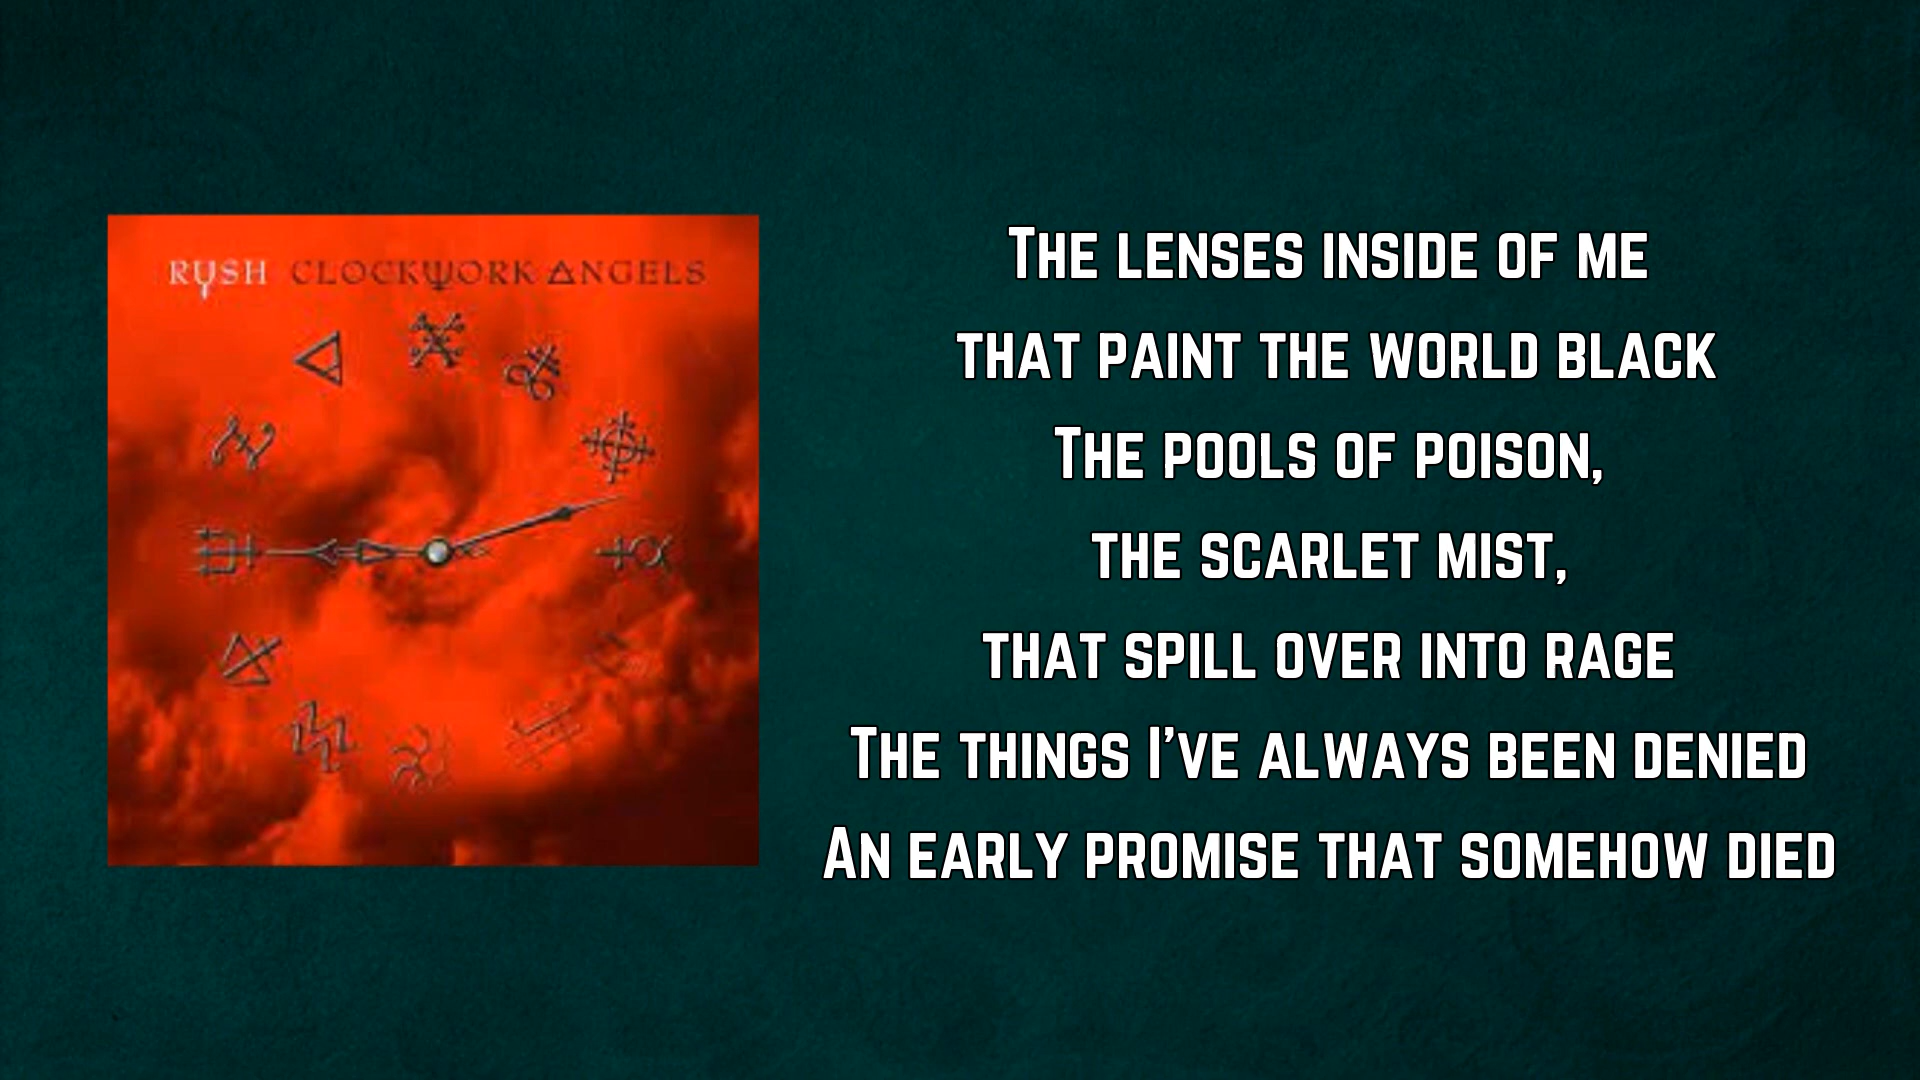 RUSH CLOCKWORK ANGELS
THE LENSES INSIDE OF ME
THAT PAINT THE WORLD BLACK
THE POOLS OF POISON,
THE SCARLET MIST,
THAT SPILL OVER INTO RAGE
THE THINGS I'VE ALWAYS BEEN DENIED
AN EARLY PROMISE THAT SOMEHOW DIED